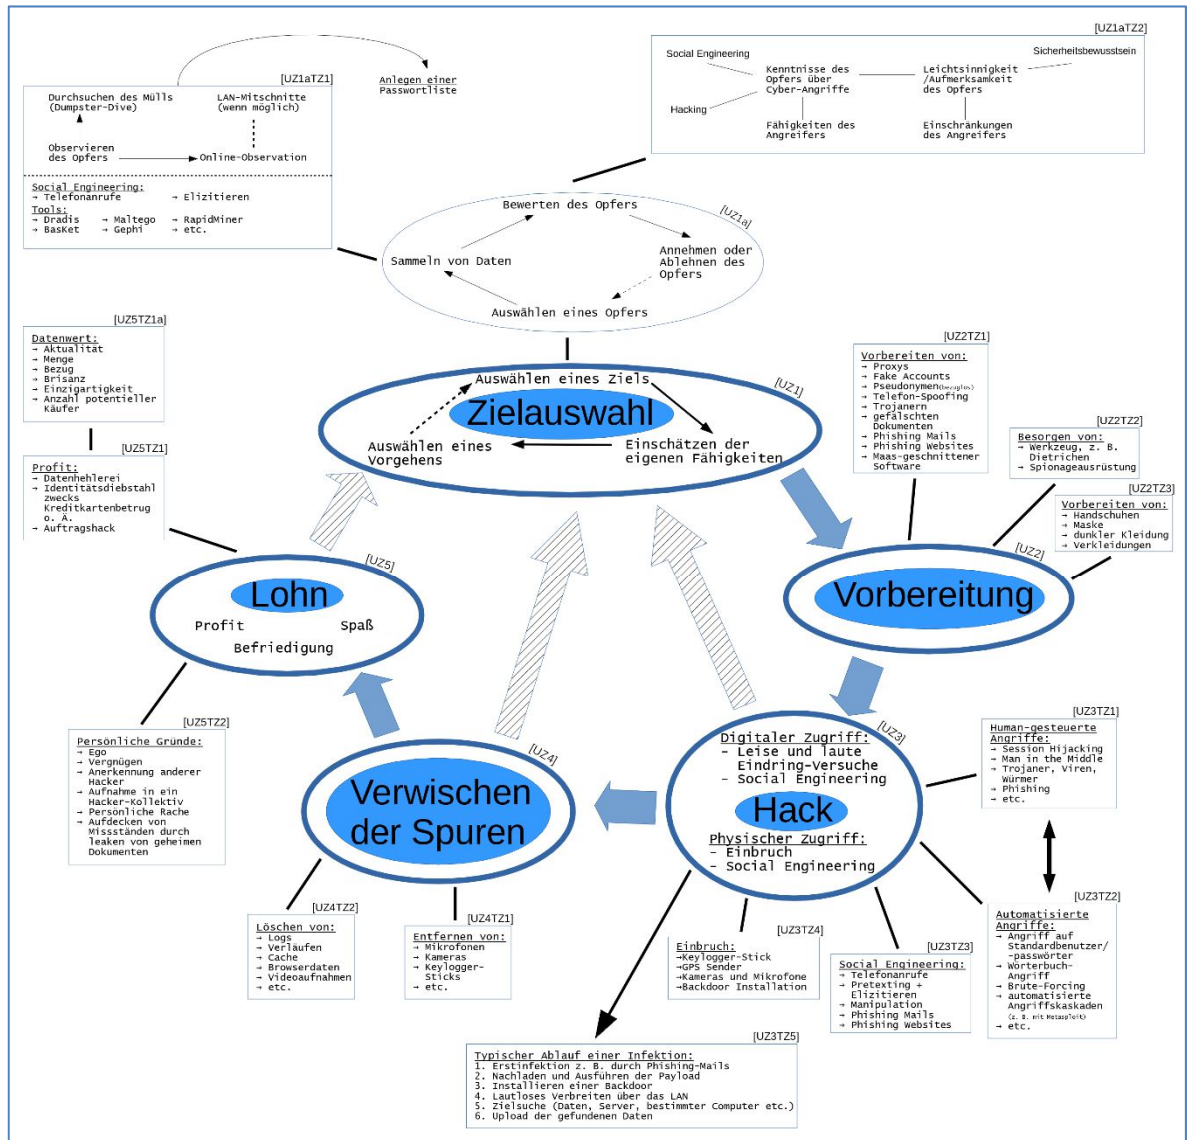 [UZ1aTZ1]
Durchsuchen des Mülls
(Dumpster-Dive)
LAN-Mitschnitte
(wenn möglich)
Observieren
des Opfers
Online-Observation
Social Engineering:
→ Telefonanrufe
→ Elizitieren
Tools:
→ Dradis
→ Maltego
→ RapidMiner
→ BasKet
→ Gephi
→ etc.
Anlegen einer
Passwortliste
[UZ1aTZ2]
Social Engineering
Sicherheitsbewusstsein
Kenntnisse des
Opfers über
Cyber-Angriffe
Leichtsinnigkeit
/Aufmerksamkeit
des Opfers
Hacking
Fähigkeiten des
Angreifers
Einschränkungen
des Angreifers
[UZ1a]
Bewerten des Opfers
Annehmen oder
Ablehnen des
Opfers
Sammeln von Daten
Auswählen eines Opfers
[UZ1]
Auswählen eines Ziels
Zielauswahl
Auswählen eines
Vorgehens
Einschätzen der
eigenen Fähigkeiten
[UZ5TZ1a]
Datenwert:
→ Aktualität
→ Menge
→ Bezug
→ Brisanz
→ Einzigartigkeit
→ Anzahl potentieller
Käufer
[UZ5TZ1]
Profit:
→ Datenhehlerei
→ Identitätsdiebstahl
zwecks
Kreditkartenbetrug
o. Ä.
→ Auftragshack
[UZ2TZ1]
Vorbereiten von:
→ Proxys
→ Fake Accounts
→ Pseudonymen(bezuglos)
→ Telefon-Spoofing
→ Trojanern
→ gefälschten
Dokumenten
→ Phishing Mails
→ Phishing Websites
→ Maas-geschnittener
Software
[UZ2TZ2]
Besorgen von:
→ Werkzeug, z. B.
Dietrichen
→ Spionageausrüstung
[UZ2TZ3]
Vorbereiten von:
→ Handschuhen
→ Maske
→ dunkler Kleidung
→ Verkleidungen
[UZ2]
Vorbereitung
[UZ5]
Lohn
Profit
Spaß
Befriedigung
[UZ5TZ2]
Persönliche Gründe:
→ Ego
→ Vergnügen
→ Anerkennung anderer
Hacker
→ Aufnahme in ein
Hacker-Kollektiv
→ Persönliche Rache
→ Aufdecken von
Missständen durch
leaken von geheimen
Dokumenten
[UZ4]
Verwischen
der Spuren
[UZ3]
Digitaler Zugriff:
– Leise und laute
Eindring-Versuche
– Social Engineering
Hack
Physischer Zugriff:
– Einbruch
– Social Engineering
[UZ3TZ1]
Human-gesteuerte
Angriffe:
→ Session Hijacking
→ Man in the Middle
→ Trojaner, Viren,
Würmer
→ Phishing
→ etc.
[UZ3TZ2]
Automatisierte
Angriffe:
→ Angriff auf
Standardbenutzer/
-passwörter
→ Wörterbuch-
Angriff
→ Brute-Forcing
→ automatisierte
Angriffskaskaden
(z. B. mit Metasploit)
→ etc.
[UZ4TZ2]
Löschen von:
→ Logs
→ Verläufen
→ Cache
→ Browserdaten
→ Videoaufnahmen
→ etc.
[UZ4TZ1]
Entfernen von:
→ Mikrofonen
→ Kameras
→ Keylogger-
Sticks
→ etc.
[UZ3TZ4]
Einbruch:
→Keylogger-Stick
→GPS Sender
→Kameras und Mikrofone
→Backdoor Installation
[UZ3TZ3]
Social Engineering:
→ Telefonanrufe
→ Pretexting +
Elizitieren
→ Manipulation
→ Phishing Mails
→ Phishing Websites
[UZ3TZ5]
Typischer Ablauf einer Infektion:
1. Erstinfektion z. B. durch Phishing-Mails
2. Nachladen und Ausführen der Payload
3. Installieren einer Backdoor
4. Lautloses Verbreiten über das LAN
5. Zielsuche (Daten, Server, bestimmter Computer etc.)
6. Upload der gefundenen Daten